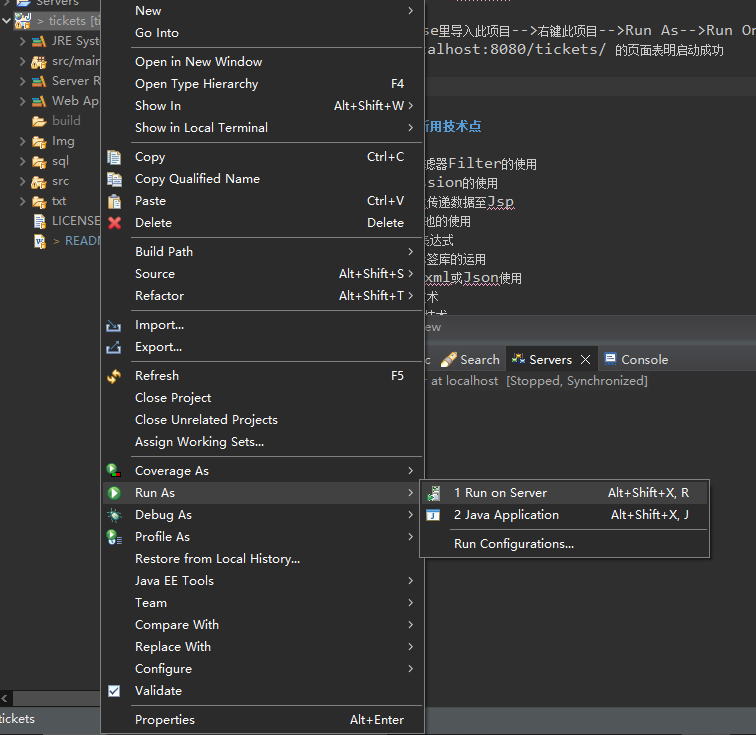 Servers
> tickets [ti
JRE Syst
src/main
Server R
Web Ap
build
Img
sql
src
txt
LICENSE
> READ
tickets
New
Go Into
Open in New Window
Open Type Hierarchy F4
Show In Alt+Shift+W >
Show in Local Terminal
Copy Ctrl+C
Copy Qualified Name
Paste Ctrl+V
Delete Delete
Build Path
Source Alt+Shift+S >
Refactor Alt+Shift+T >
Import...
Export...
Refresh F5
Close Project
Close Unrelated Projects
Assign Working Sets...
Coverage As
Run As
Debug As
Profile As
Restore from Local History...
Java EE Tools
Team
Compare With
Replace With
Configure
Validate
Properties Alt+Enter
1 Run on Server Alt+Shift+X, R
2 Java Application Alt+Shift+X, J
Run Configurations...
se里导入此项目-->右键此项目-->Run As-->Run On
alhost:8080/tickets/ 的页面表明启动成功
所用技术点
滤器Filter的使用
sion的使用
传递数据至Jsp
池的使用
表达式
签库的运用
xml或Json使用
术
技术
ew
c Search Servers Console
r at localhost [Stopped, Synchronized]